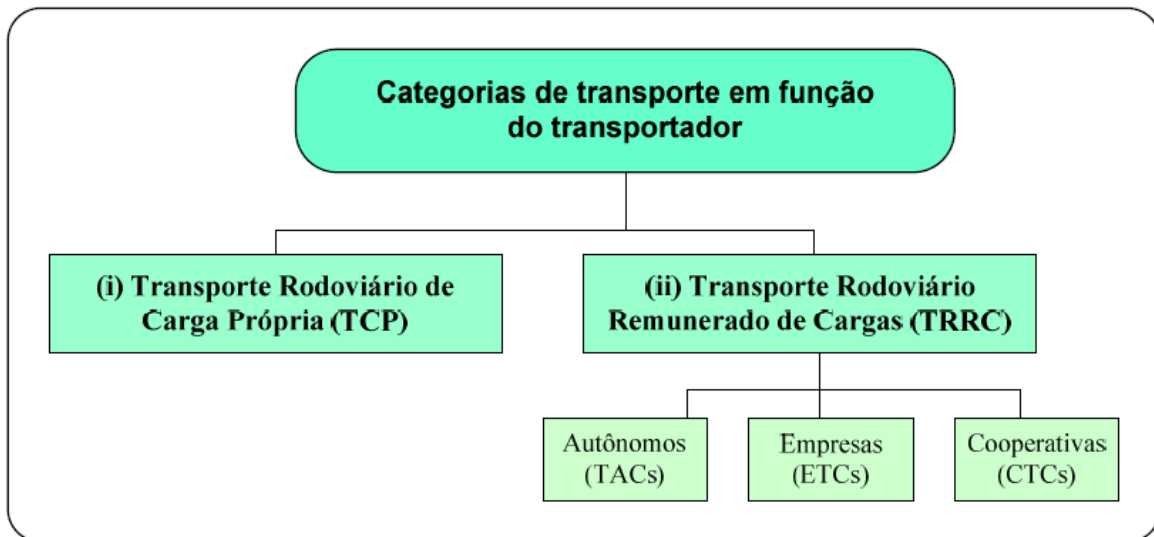 Categorias de transporte em função
do transportador
(i) Transporte Rodoviário de
Carga Própria (TCP)
(ii) Transporte Rodoviário
Remunerado de Cargas (TRRC)
Autônomos
(TACs)
Empresas
(ETCs)
Cooperativas
(CTCs)